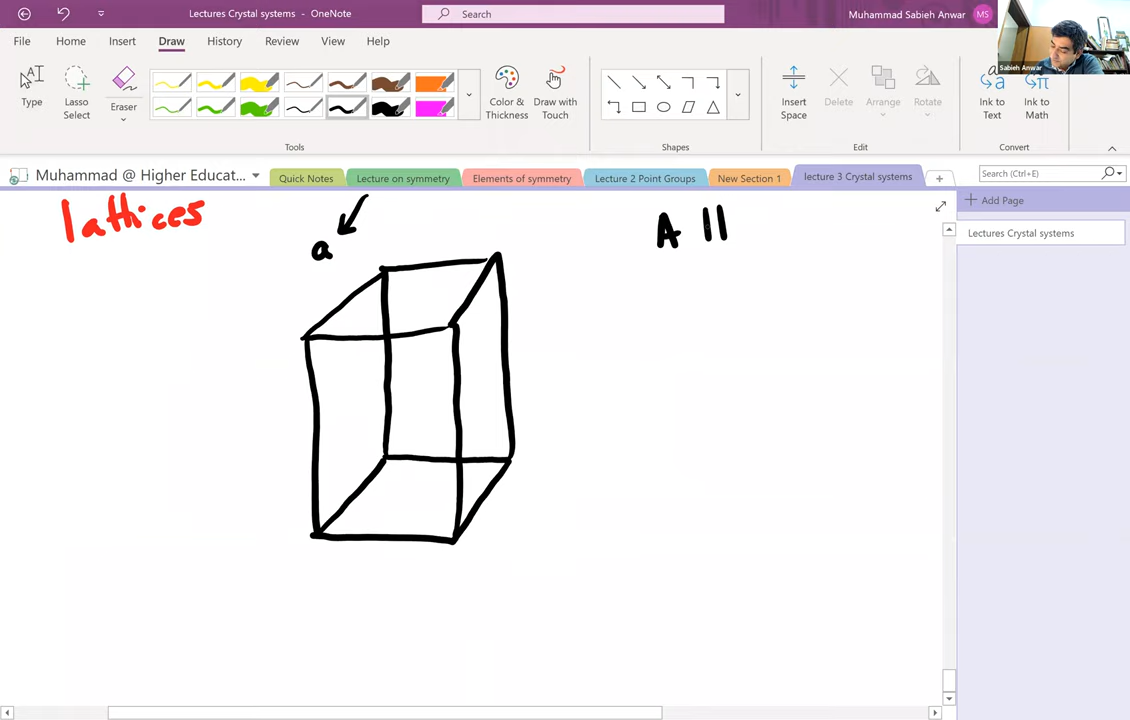 Lectures Crystal systems - OneNote
Search
Muhammad Sabieh Anwar
MS
Sabieh Anwar
File Home Insert Draw History Review View Help
Type
Lasso Select
Eraser
Color & Thickness
Draw with Touch
Insert Space
Delete
Arrange
Rotate
Ink to Text
Ink to Math
Tools
Shapes
Edit
Convert
Muhammad @ Higher Educat...
Quick Notes
Lecture on symmetry
Elements of symmetry
Lecture 2 Point Groups
New Section 1
lecture 3 Crystal systems
Search (Ctrl+E)
Add Page
Lectures Crystal systems
lattices
a
A ||